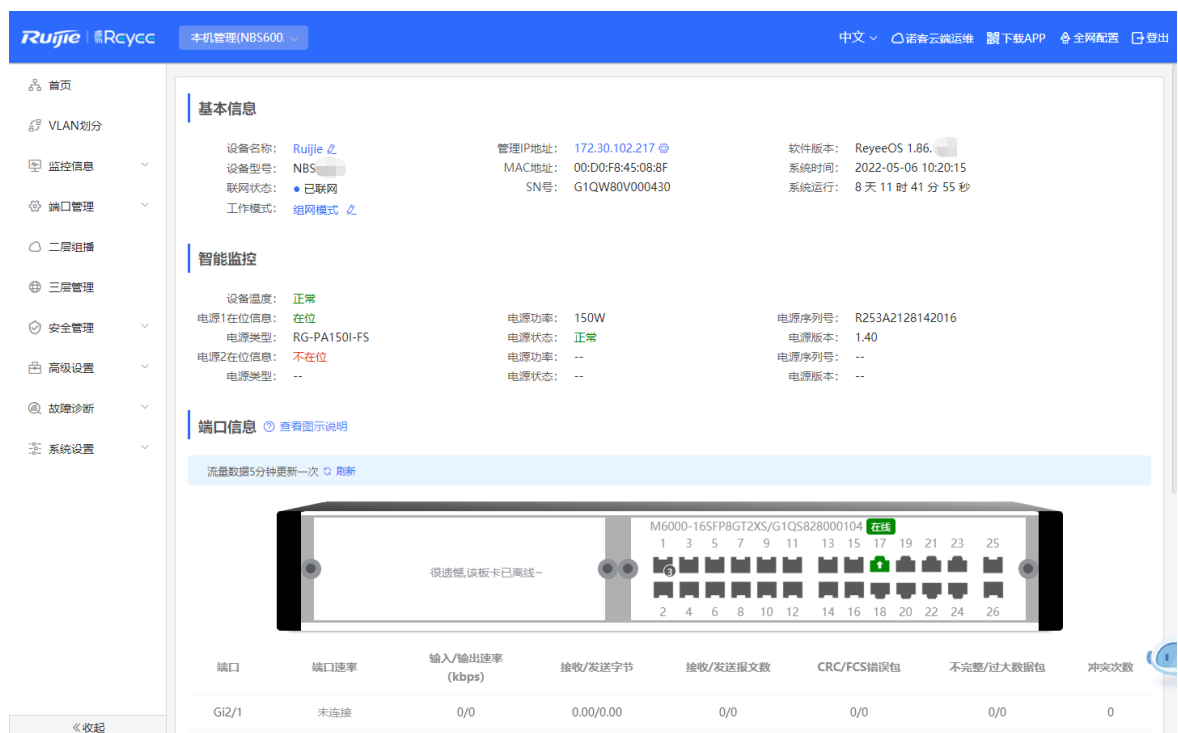 Ruijie Rcycc 本机管理(NBS600. 中文 诺客云端运维 下载APP 全网配置 登出
首页
VLAN划分
监控信息
端口管理
二层组播
三层管理
安全管理
高级设置
故障诊断
系统设置
《收起
基本信息
设备名称: Ruijie 管理IP地址: 172.30.102.217 软件版本: ReyeeOS 1.86.
设备型号: NBS MAC地址: 00:D0:F8:45:08:8F 系统时间: 2022-05-06 10:20:15
联网状态: 已联网 SN号: G1QW80V000430 系统运行: 8 天 11 时 41 分 55 秒
工作模式: 组网模式
智能监控
设备温度: 正常
电源1在位信息: 在位 电源功率: 150W 电源序列号: R253A2128142016
电源类型: RG-PA150I-FS 电源状态: 正常 电源版本: 1.40
电源2在位信息: 不在位 电源功率: -- 电源序列号: --
电源类型: -- 电源状态: -- 电源版本: --
端口信息 查看图示说明
流量数据5分钟更新一次 刷新
M6000-16SFP8GT2XS/G1QS828000104 在线
1 3 5 7 9 11 13 15 17 19 21 23 25
很遗憾,该板卡已离线~
3
2 4 6 8 10 12 14 16 18 20 22 24 26
端口 端口速率 输入/输出速率 (kbps) 接收/发送字节 接收/发送报文数 CRC/FCS错误包 不完整/过大数据包 冲突次数
Gi2/1 未连接 0/0 0.00/0.00 0/0 0/0 0/0 0